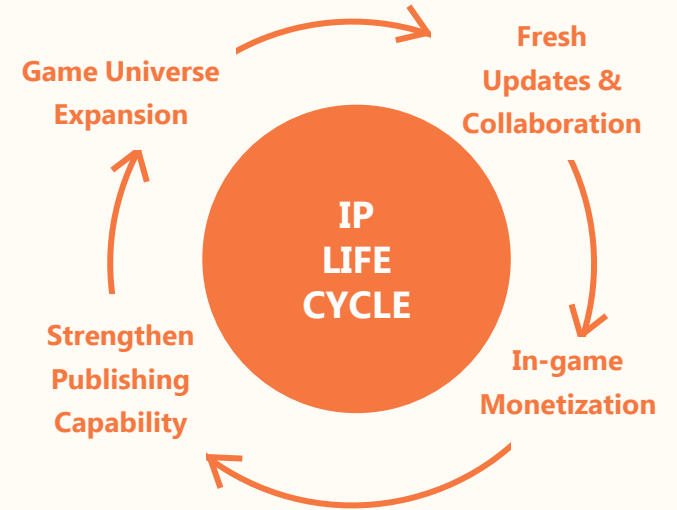 Game Universe
Expansion
Fresh
Updates &
Collaboration
IP
LIFE
CYCLE
Strengthen
Publishing
Capability
In-game
Monetization